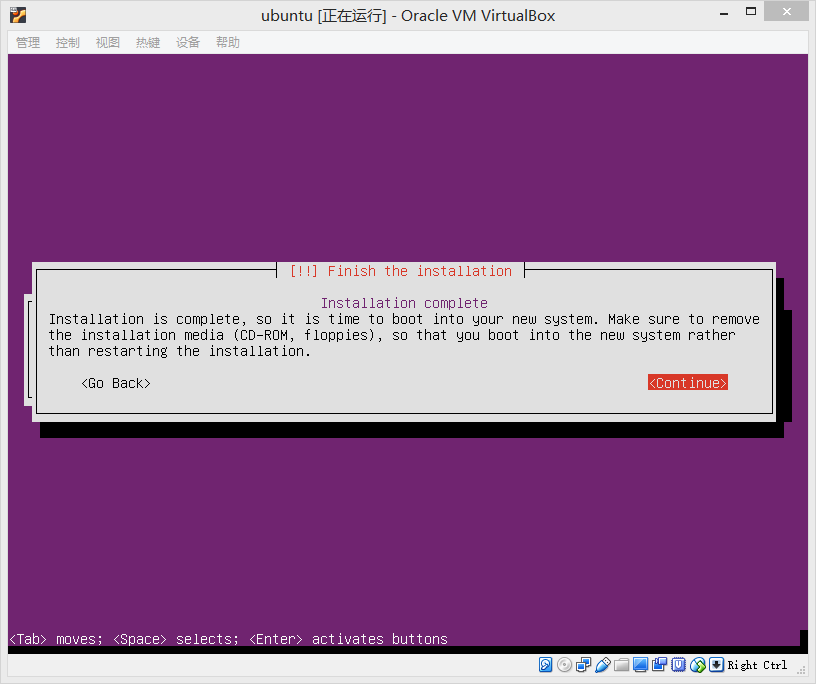 ubuntu [正在运行] - Oracle VM VirtualBox
管理 控制 视图 热键 设备 帮助
[!!] Finish the installation
Installation complete
Installation is complete, so it is time to boot into your new system. Make sure to remove
the installation media (CD-ROM, floppies), so that you boot into the new system rather
than restarting the installation.
<Go Back> <Continue>
<Tab> moves; <Space> selects; <Enter> activates buttons
Right Ctrl